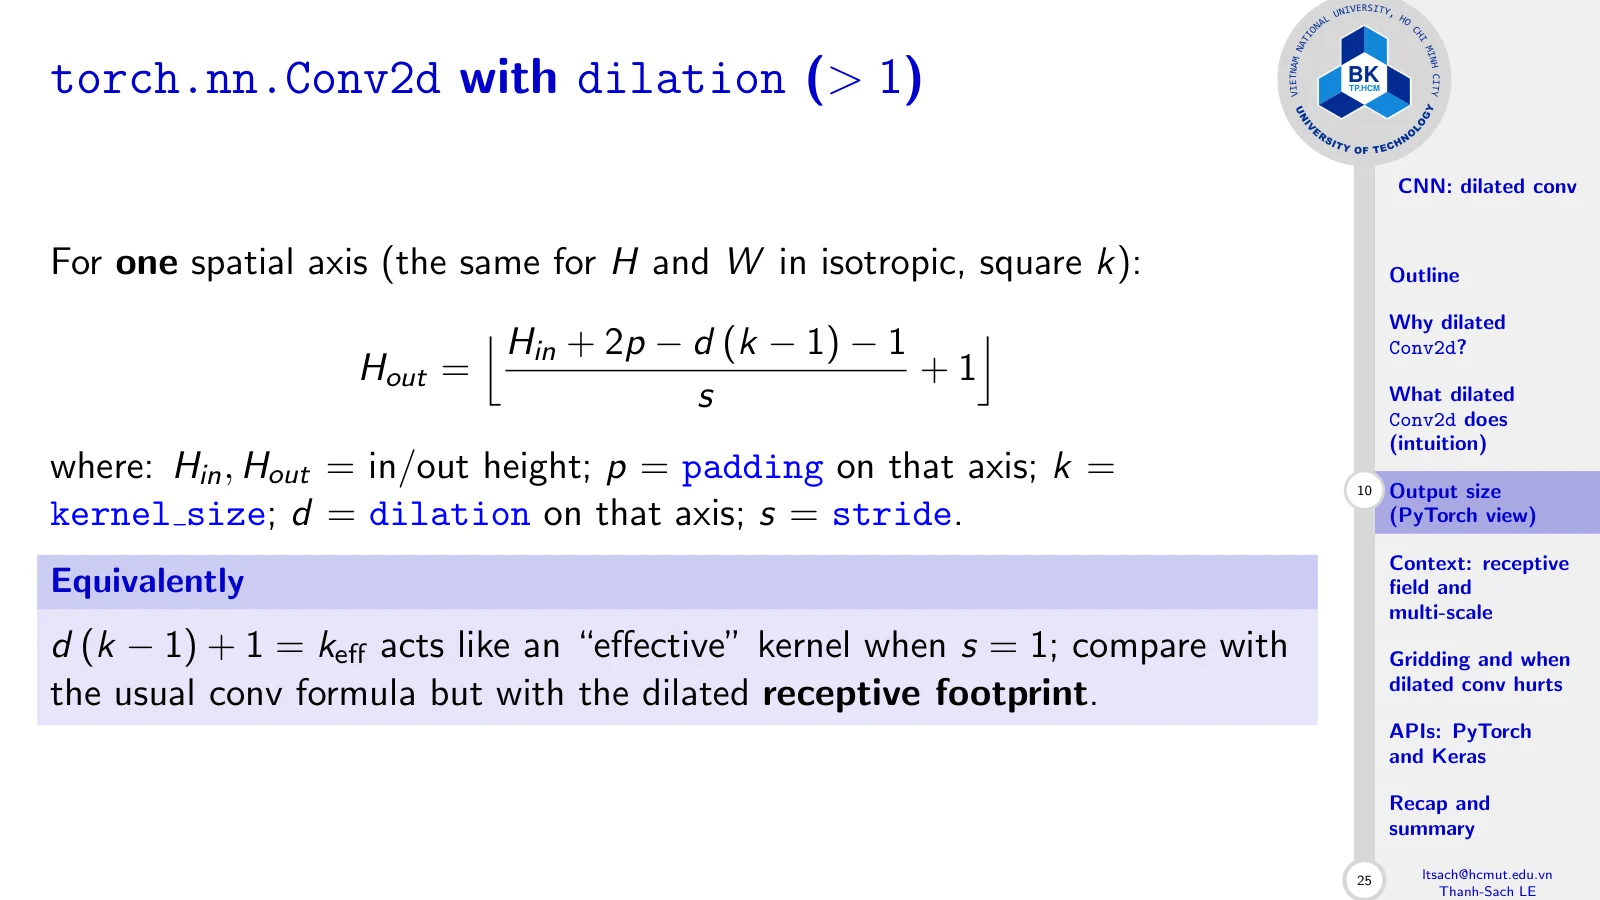 torch.nn.Conv2d with dilation (> 1)
For one spatial axis (the same for H and W in isotropic, square k):
H_out = ⌊ (H_in + 2p − d (k − 1) − 1) / s + 1 ⌋
where: H_in, H_out = in/out height; p = padding on that axis; k =
kernel_size; d = dilation on that axis; s = stride.
Equivalently
d (k − 1) + 1 = k_eff acts like an “effective” kernel when s = 1; compare with
the usual conv formula but with the dilated receptive footprint.
VIETNAM NATIONAL UNIVERSITY, HO CHI MINH CITY
BK
TP.HCM
UNIVERSITY OF TECHNOLOGY
CNN: dilated conv
Outline
Why dilated
Conv2d?
What dilated
Conv2d does
(intuition)
10
Output size
(PyTorch view)
Context: receptive
field and
multi-scale
Gridding and when
dilated conv hurts
APIs: PyTorch
and Keras
Recap and
summary
25
ltsach@hcmut.edu.vn
Thanh-Sach LE